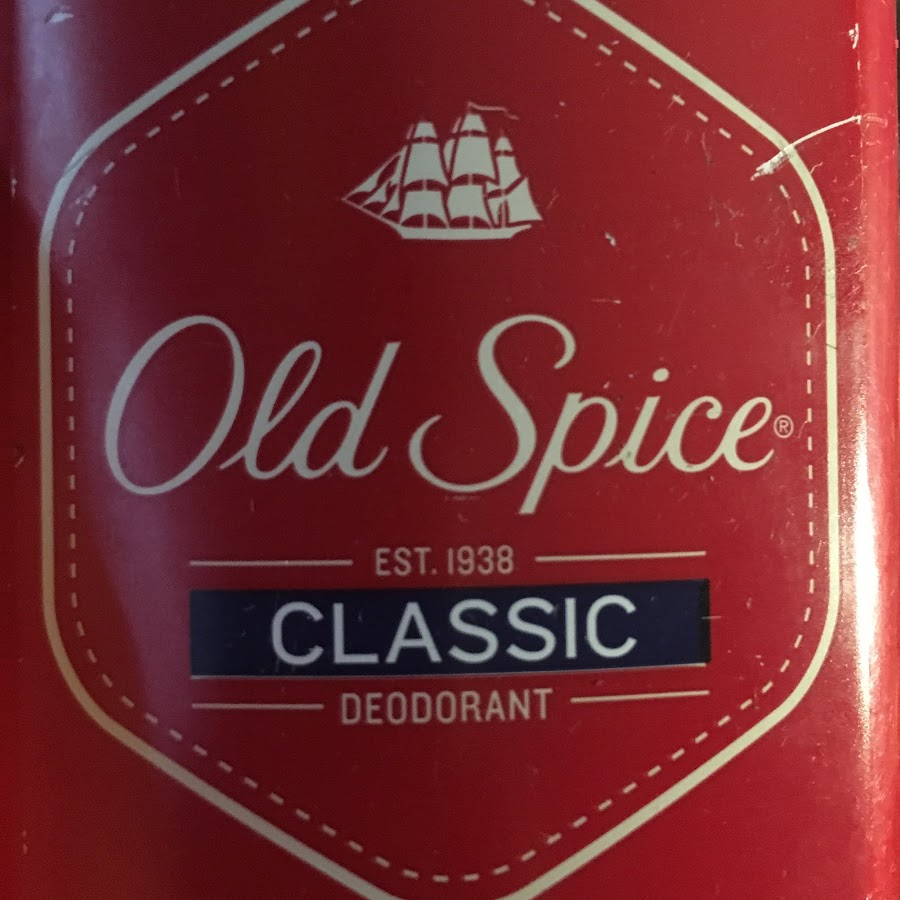 Old Spice®
EST. 1938
CLASSIC
DEODORANT